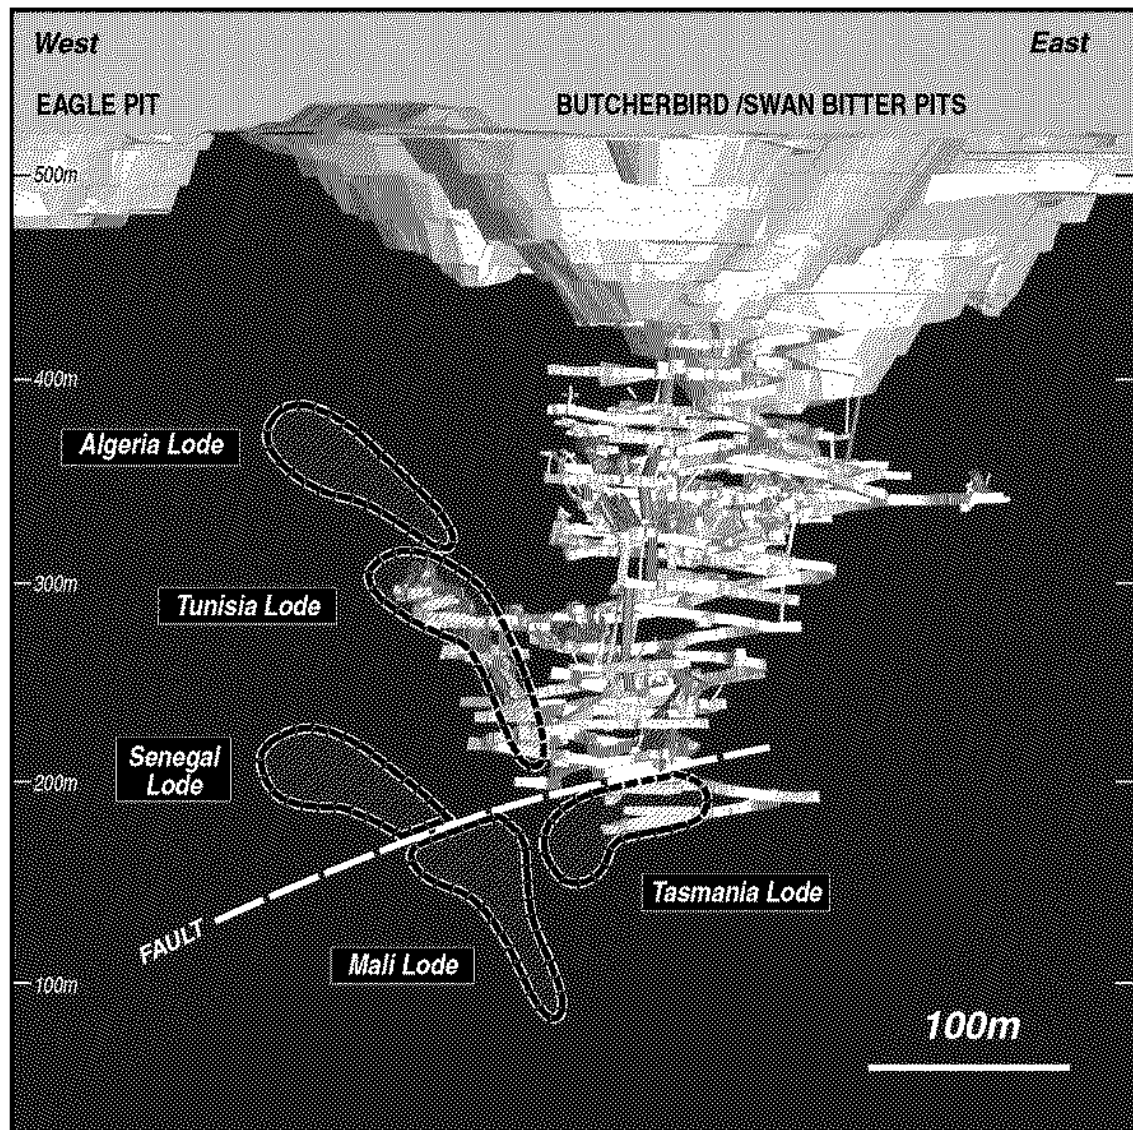 West
East
EAGLE PIT
BUTCHERBIRD /SWAN BITTER PITS
500m
400m
Algeria Lode
300m
Tunisia Lode
Senegal
Lode
200m
Tasmania Lode
FAULT
Mali Lode
100m
100m